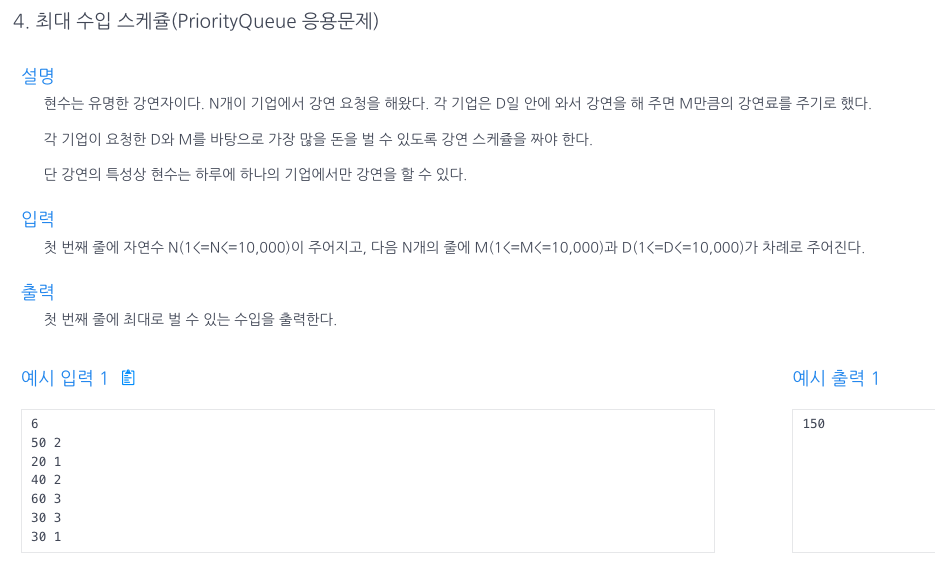 4. 최대 수입 스케쥴(PriorityQueue 응용문제)
설명
현수는 유명한 강연자이다. N개이 기업에서 강연 요청을 해왔다. 각 기업은 D일 안에 와서 강연을 해 주면 M만큼의 강연료를 주기로 했다.
각 기업이 요청한 D와 M를 바탕으로 가장 많을 돈을 벌 수 있도록 강연 스케쥴을 짜야 한다.
단 강연의 특성상 현수는 하루에 하나의 기업에서만 강연을 할 수 있다.
입력
첫 번째 줄에 자연수 N(1<=N<=10,000)이 주어지고, 다음 N개의 줄에 M(1<=M<=10,000)과 D(1<=D<=10,000)가 차례로 주어진다.
출력
첫 번째 줄에 최대로 벌 수 있는 수입을 출력한다.
예시 입력 1
6
50 2
20 1
40 2
60 3
30 3
30 1
예시 출력 1
150